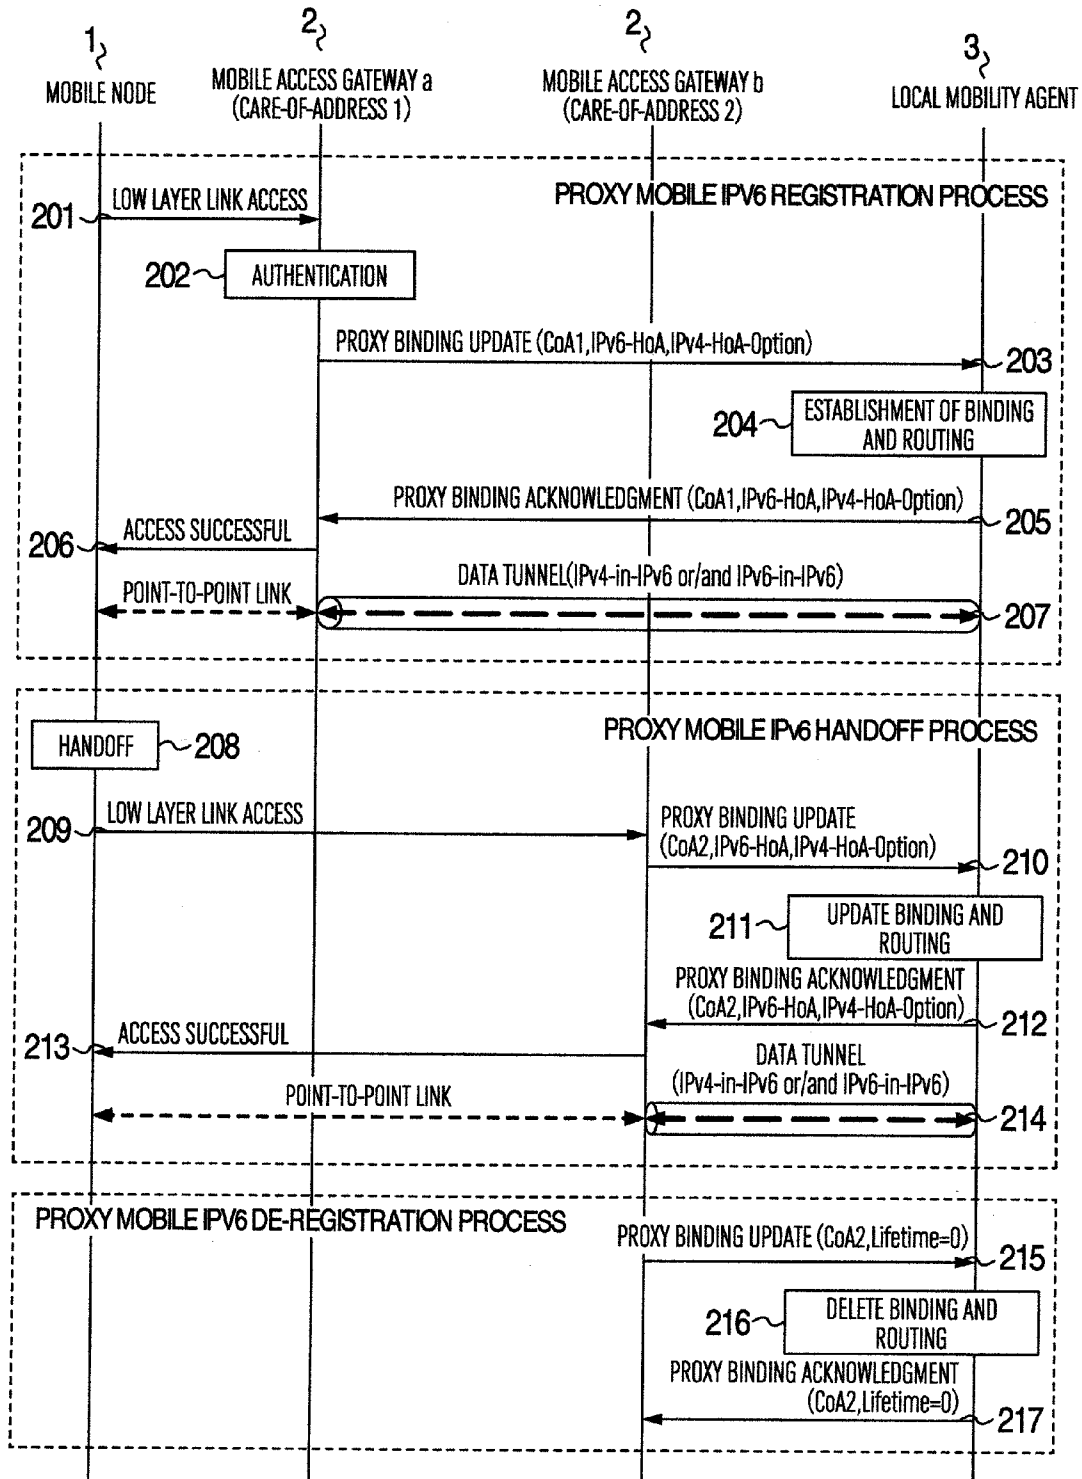 1
2
2
3
MOBILE NODE
MOBILE ACCESS GATEWAY a
(CARE-OF-ADDRESS 1)
MOBILE ACCESS GATEWAY b
(CARE-OF-ADDRESS 2)
LOCAL MOBILITY AGENT
PROXY MOBILE IPV6 REGISTRATION PROCESS
201
LOW LAYER LINK ACCESS
202
AUTHENTICATION
PROXY BINDING UPDATE (CoA1,IPv6-HoA,IPv4-HoA-Option)
203
204
ESTABLISHMENT OF BINDING
AND ROUTING
PROXY BINDING ACKNOWLEDGMENT (CoA1,IPv6-HoA,IPv4-HoA-Option)
205
206
ACCESS SUCCESSFUL
POINT-TO-POINT LINK
DATA TUNNEL(IPv4-in-IPv6 or/and IPv6-in-IPv6)
207
PROXY MOBILE IPv6 HANDOFF PROCESS
HANDOFF
208
209
LOW LAYER LINK ACCESS
PROXY BINDING UPDATE
(CoA2,IPv6-HoA,IPv4-HoA-Option)
210
211
UPDATE BINDING AND
ROUTING
PROXY BINDING ACKNOWLEDGMENT
(CoA2,IPv6-HoA,IPv4-HoA-Option)
212
213
ACCESS SUCCESSFUL
DATA TUNNEL
(IPv4-in-IPv6 or/and IPv6-in-IPv6)
POINT-TO-POINT LINK
214
PROXY MOBILE IPV6 DE-REGISTRATION PROCESS
PROXY BINDING UPDATE (CoA2,Lifetime=0)
215
216
DELETE BINDING AND
ROUTING
PROXY BINDING ACKNOWLEDGMENT
(CoA2,Lifetime=0)
217